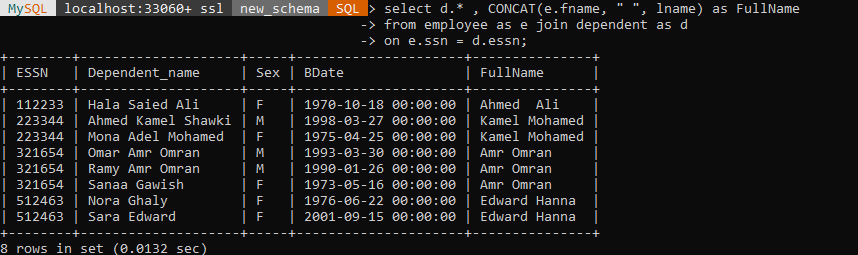 MySQL localhost:33060+ ssl new_schema SQL > select d.* , CONCAT(e.fname, " ", lname) as FullName
-> from employee as e join dependent as d
-> on e.ssn = d.essn;
+--------+--------------------+-----+---------------------+---------------+
| ESSN | Dependent_name | Sex | BDate | FullName |
+--------+--------------------+-----+---------------------+---------------+
| 112233 | Hala Saied Ali | F | 1970-10-18 00:00:00 | Ahmed  Ali |
| 223344 | Ahmed Kamel Shawki | M | 1998-03-27 00:00:00 | Kamel Mohamed |
| 223344 | Mona Adel Mohamed | F | 1975-04-25 00:00:00 | Kamel Mohamed |
| 321654 | Omar Amr Omran | M | 1993-03-30 00:00:00 | Amr Omran |
| 321654 | Ramy Amr Omran | M | 1990-01-26 00:00:00 | Amr Omran |
| 321654 | Sanaa Gawish | F | 1973-05-16 00:00:00 | Amr Omran |
| 512463 | Nora Ghaly | F | 1976-06-22 00:00:00 | Edward Hanna |
| 512463 | Sara Edward | F | 2001-09-15 00:00:00 | Edward Hanna |
+--------+--------------------+-----+---------------------+---------------+
8 rows in set (0.0132 sec)